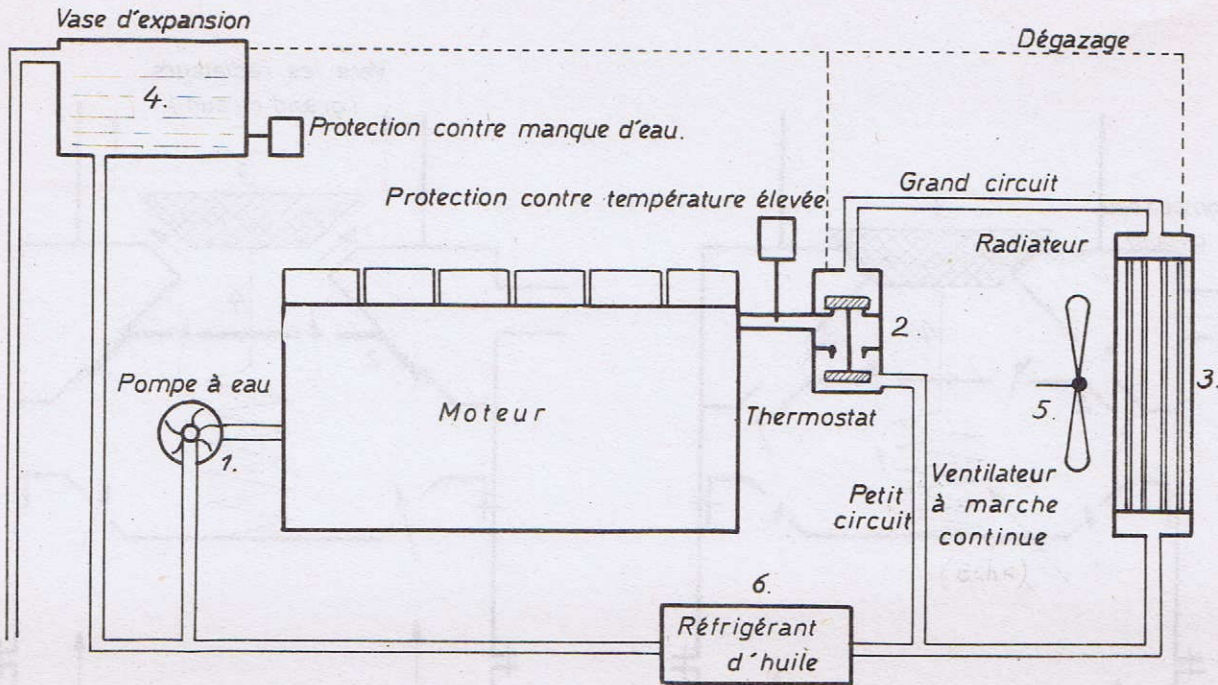 Vase d'expansion
Dégazage
4.
Protection contre manque d'eau.
Protection contre température élevée
Grand circuit
Radiateur
2.
3.
Pompe à eau
Moteur
Thermostat
5.
1.
Petit
circuit
Ventilateur
à marche
continue
6.
Réfrigérant
d'huile